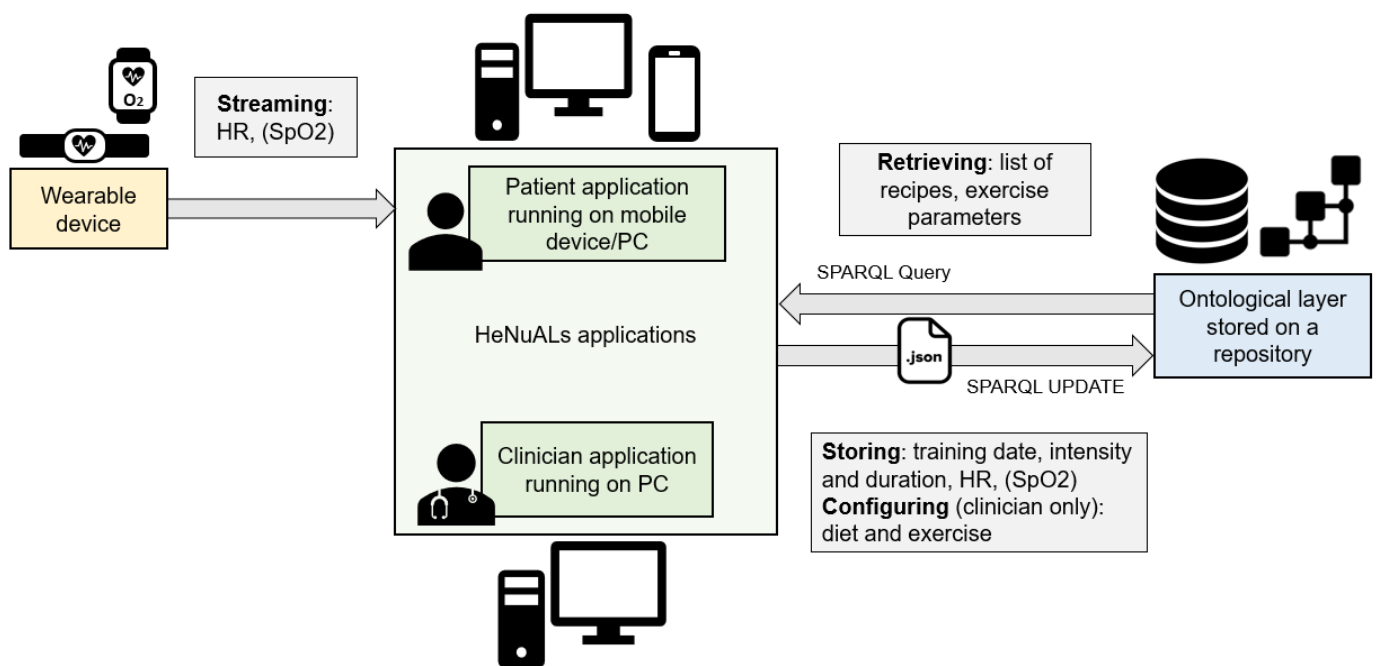 O2
Streaming:
HR, (SpO2)
Wearable
device
Patient application
running on mobile
device/PC
HeNuALs applications
Clinician application
running on PC
Retrieving: list of
recipes, exercise
parameters
SPARQL Query
.json
SPARQL UPDATE
Ontological layer
stored on a
repository
Storing: training date, intensity
and duration, HR, (SpO2)
Configuring (clinician only):
diet and exercise